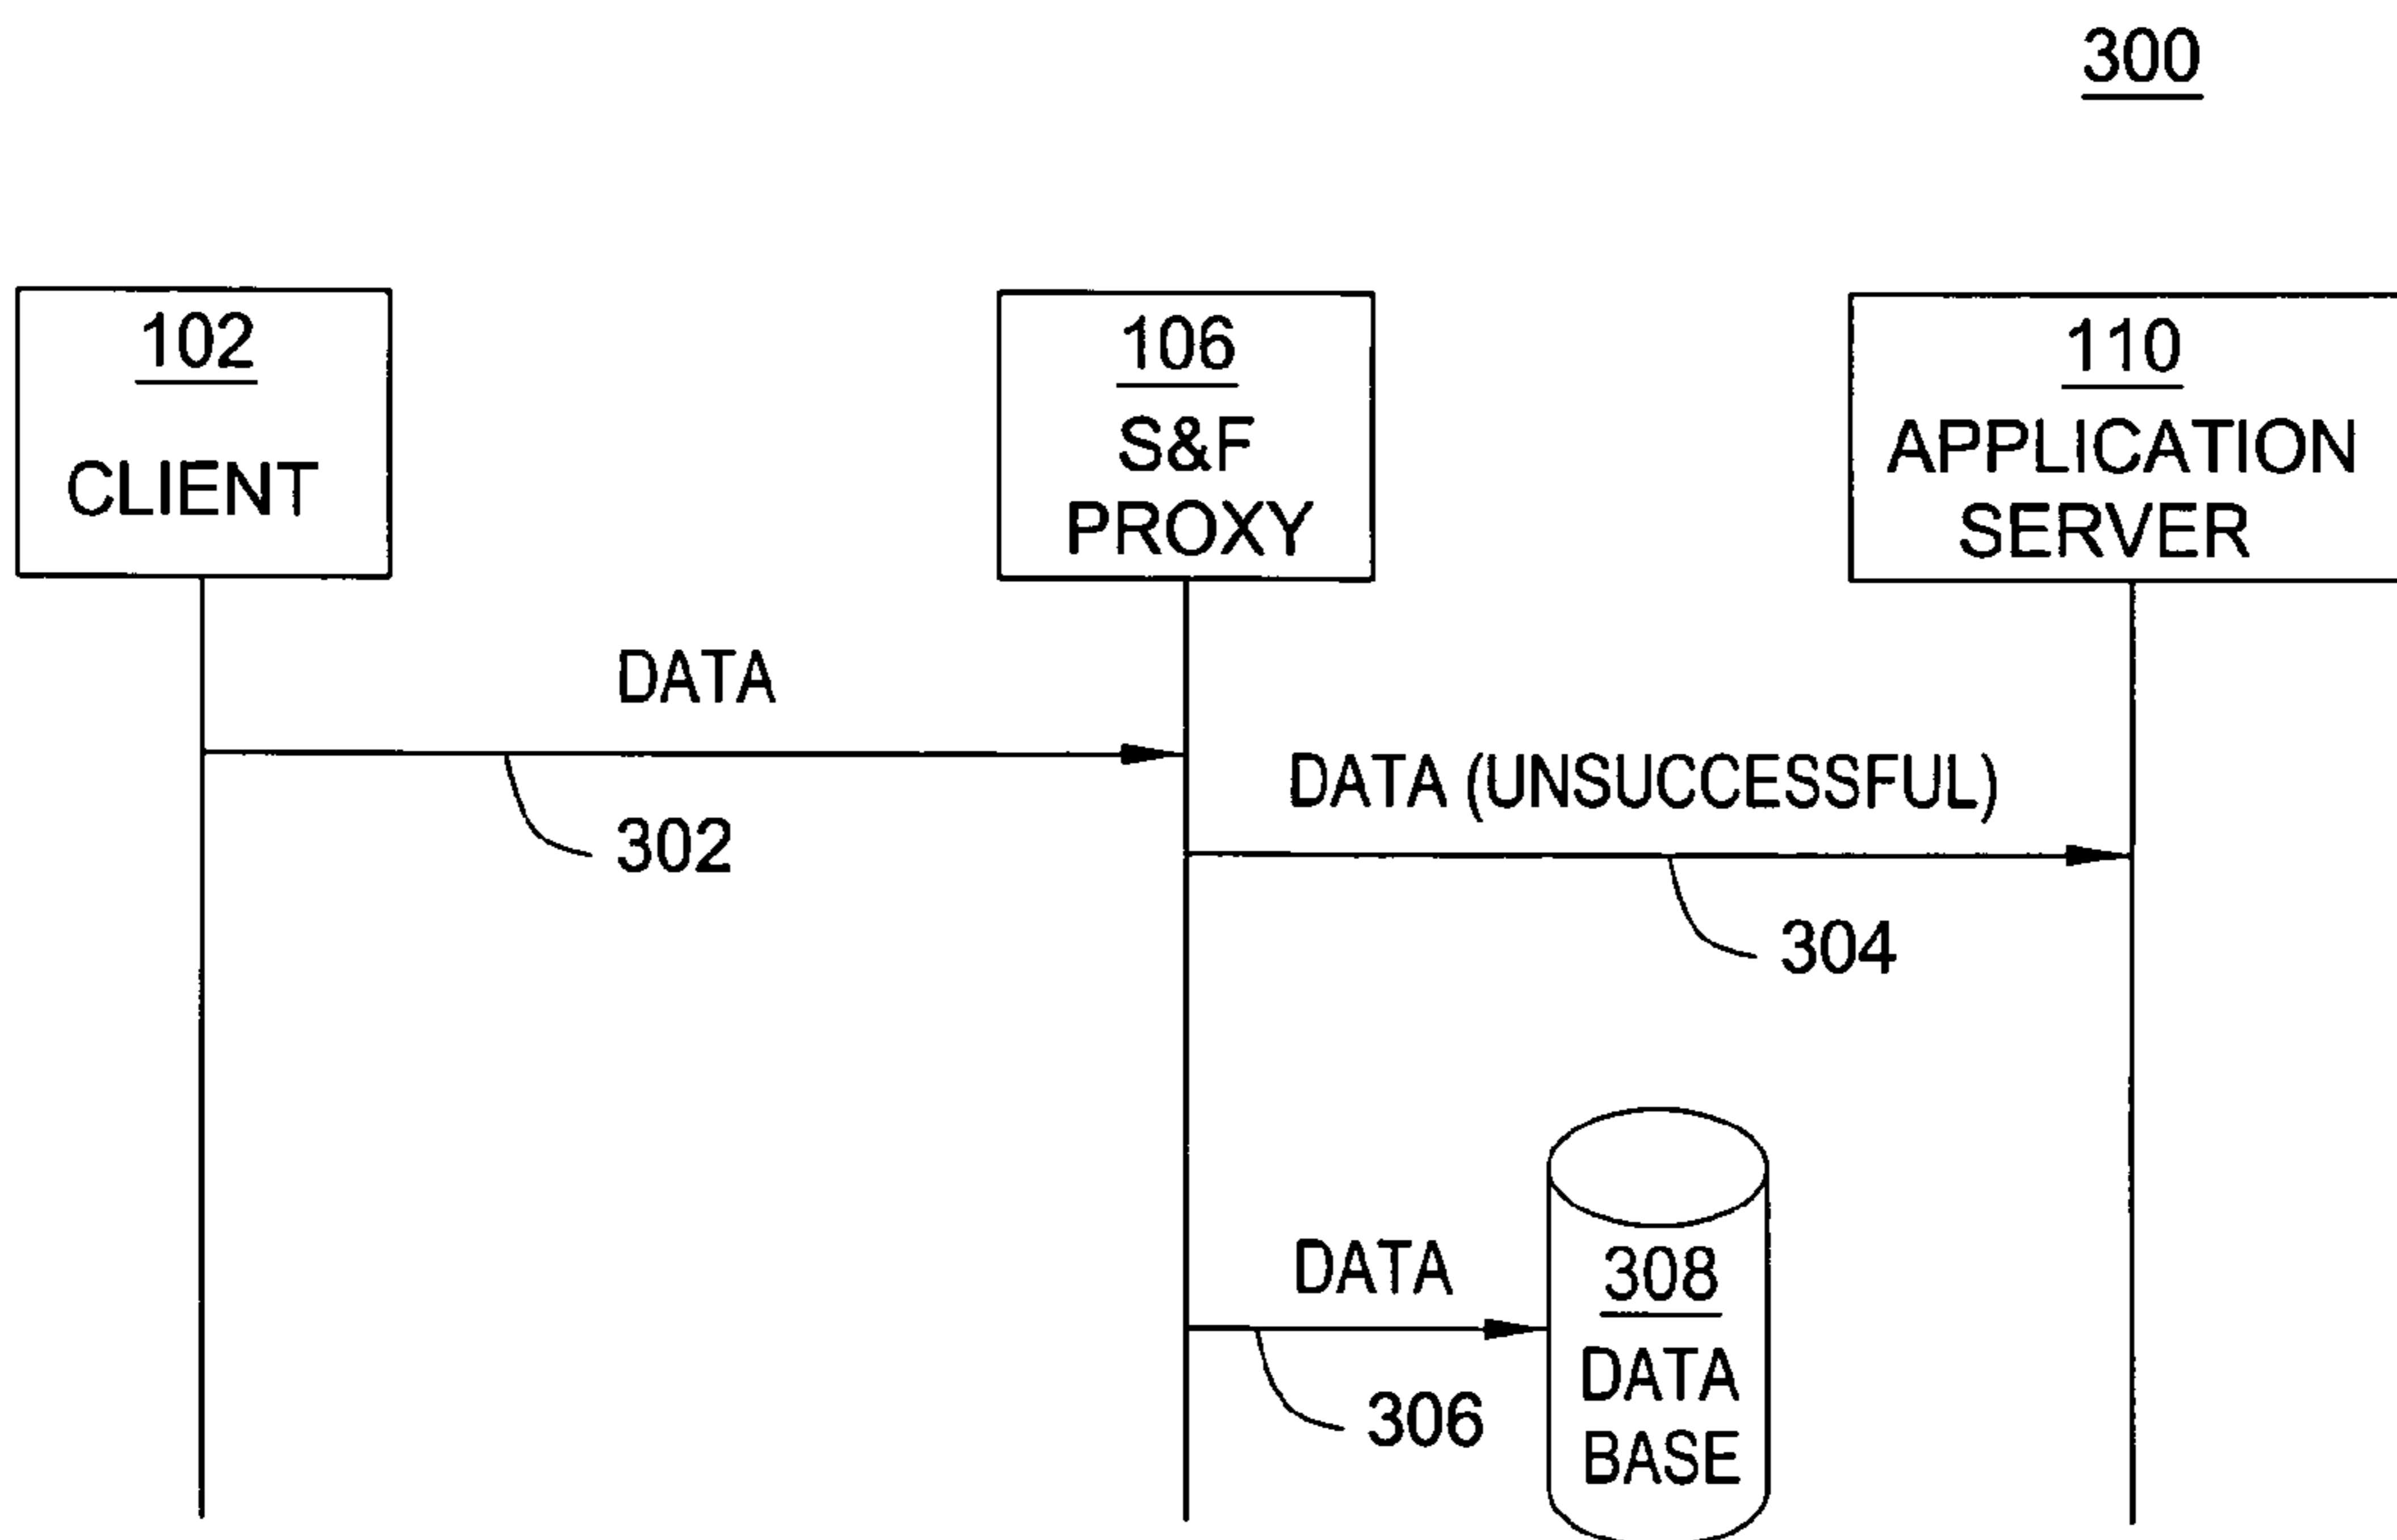 300
102
CLIENT
106
S&F
PROXY
110
APPLICATION
SERVER
DATA
302
DATA (UNSUCCESSFUL)
304
DATA
306
308
DATA
BASE